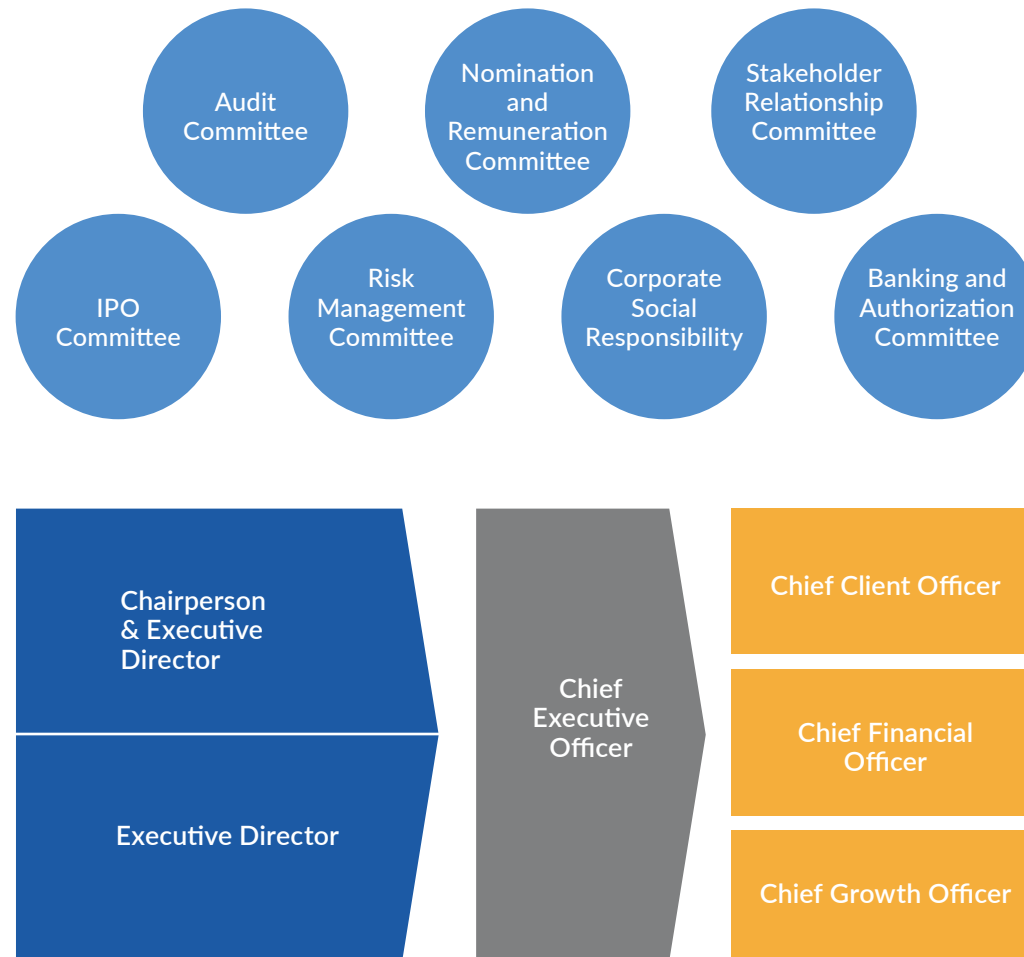 Audit
Committee
Nomination
and
Remuneration
Committee
Stakeholder
Relationship
Committee
IPO
Committee
Risk
Management
Committee
Corporate
Social
Responsibility
Banking and
Authorization
Committee
Chairperson
& Executive
Director
Executive Director
Chief
Executive
Officer
Chief Client Officer
Chief Financial
Officer
Chief Growth Officer